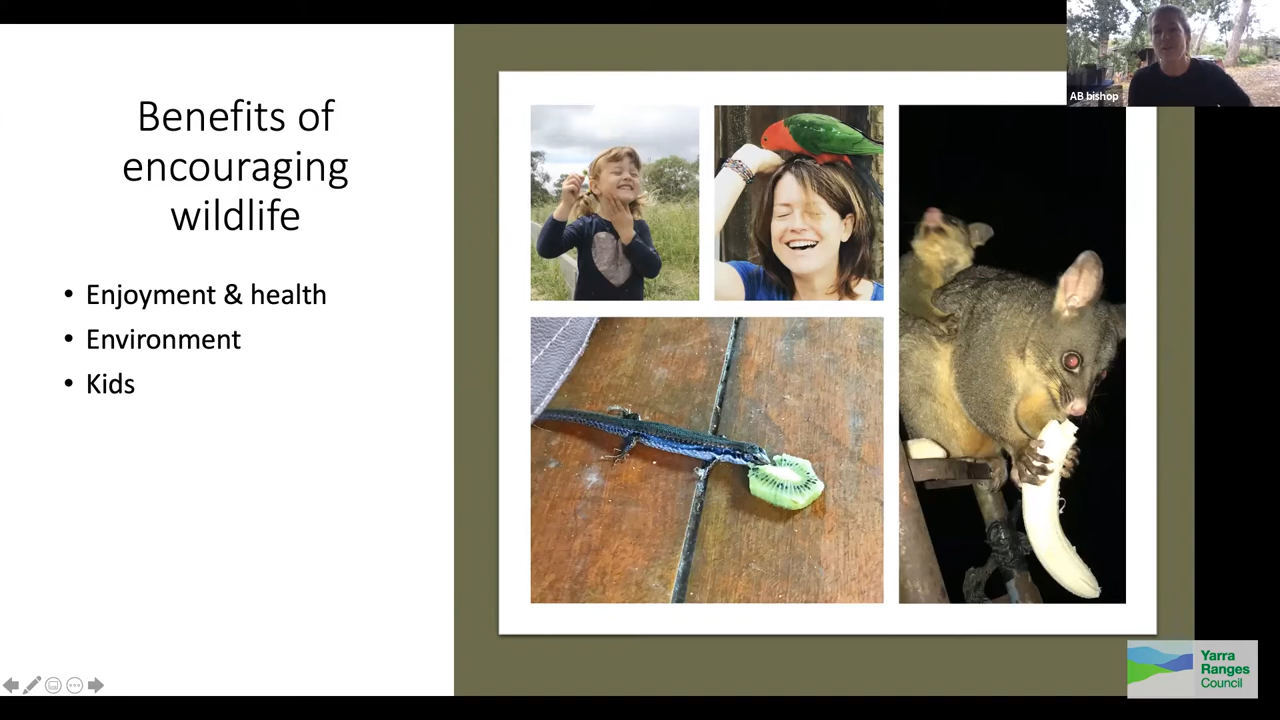 Benefits of
encouraging
wildlife
• Enjoyment & health
• Environment
• Kids
AB bishop
Yarra
Ranges
Council